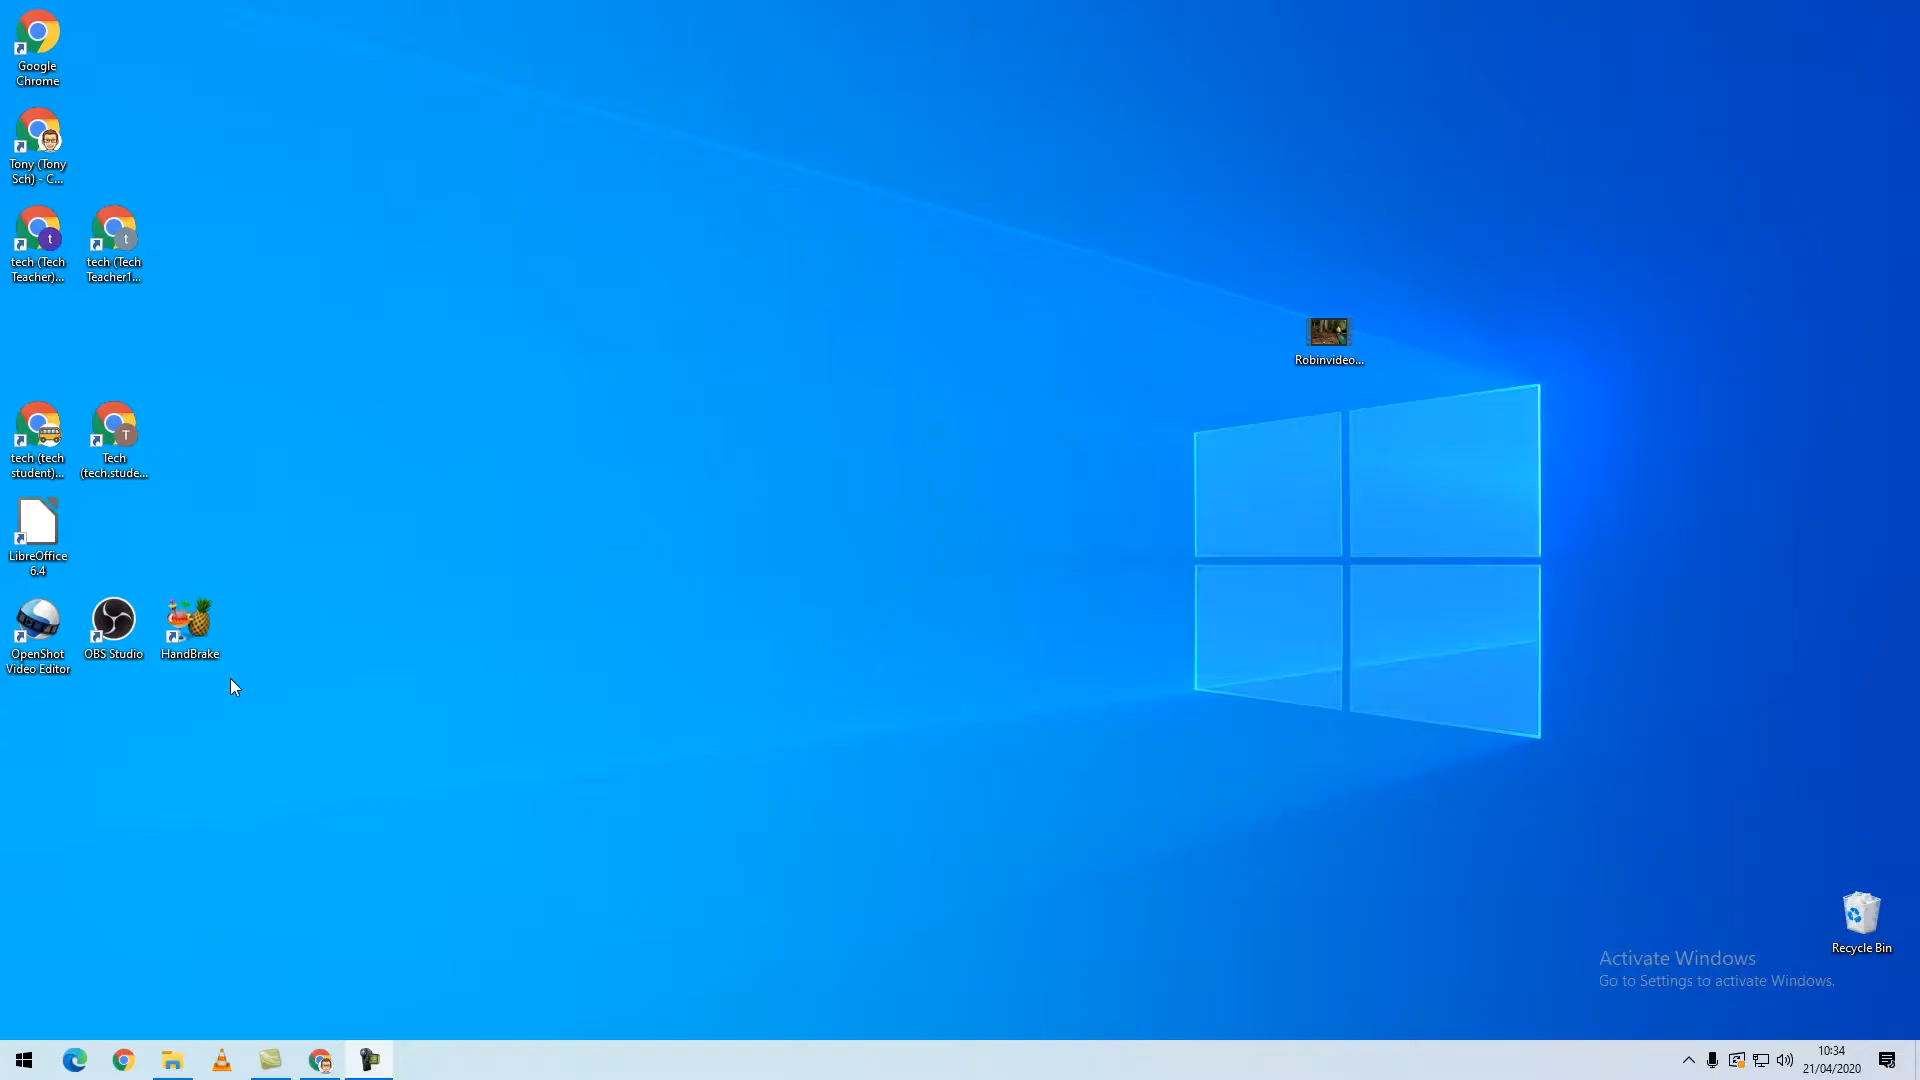 Google
Chrome
Tony (Tony
Sch) - C...
t
t
tech (Tech
Teacher)...
tech (Tech
Teacher1...
Robinvideo...
T
tech (tech
student)...
Tech
(tech.stude...
LibreOffice
6.4
OpenShot
Video Editor
OBS Studio
HandBrake
Recycle Bin
Activate Windows
Go to Settings to activate Windows.
10:34
21/04/2020